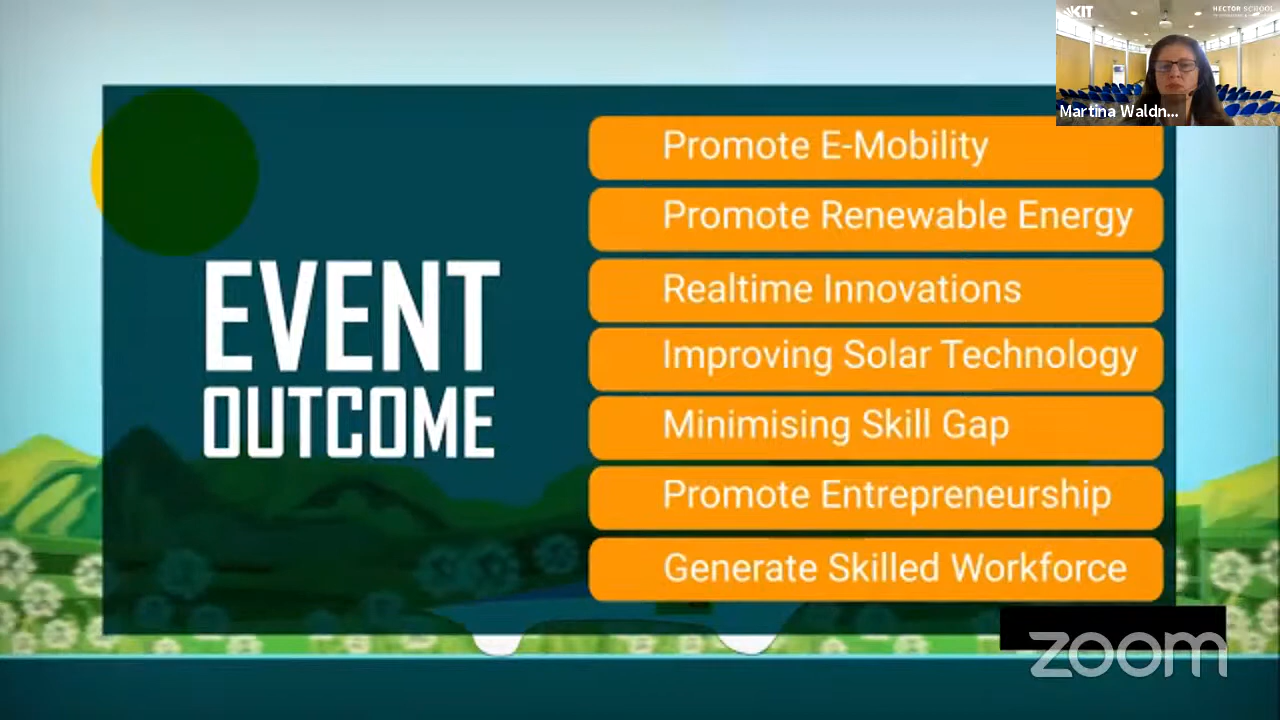 KIT
HECTOR SCHOOL
Martina Waldn...
EVENT
OUTCOME
Promote E-Mobility
Promote Renewable Energy
Realtime Innovations
Improving Solar Technology
Minimising Skill Gap
Promote Entrepreneurship
Generate Skilled Workforce
zoom